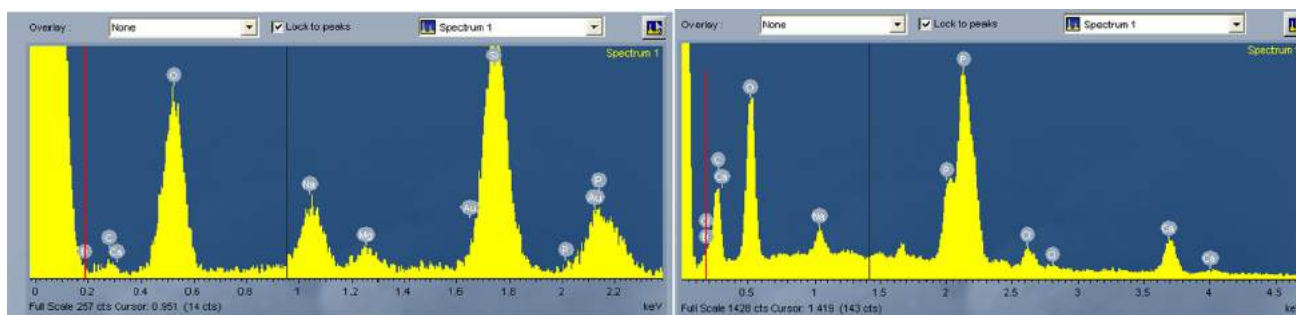 Overlay : None Lock to peaks Spectrum 1
Spectrum 1
O
Si
Na
Au
P
Au
Mg
C
Ca
P
0 0.2 0.4 0.6 0.8 1 1.2 1.4 1.6 1.8 2 2.2
Full Scale 257 cts Cursor: 0.951 (14 cts) keV
Overlay : None Lock to peaks Spectrum 1
Spectrum
P
O
C
Ca
P
Cl
Na
Cl
Cl
Ca
Ca
0.5 1 1.5 2 2.5 3 3.5 4 4.5
Full Scale 1428 cts Cursor: 1.419 (143 cts) ke